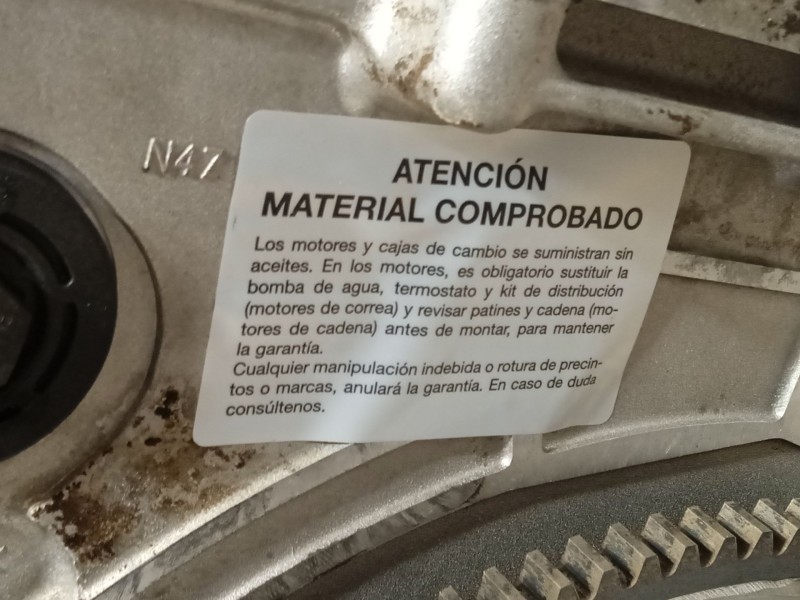 N47
ATENCIÓN
MATERIAL COMPROBADO
Los motores y cajas de cambio se suministran sin
aceites. En los motores, es obligatorio sustituir la
bomba de agua, termostato y kit de distribución
(motores de correa) y revisar patines y cadena (mo-
tores de cadena) antes de montar, para mantener
la garantía.
Cualquier manipulación indebida o rotura de precin-
tos o marcas, anulará la garantía. En caso de duda
consúltenos.